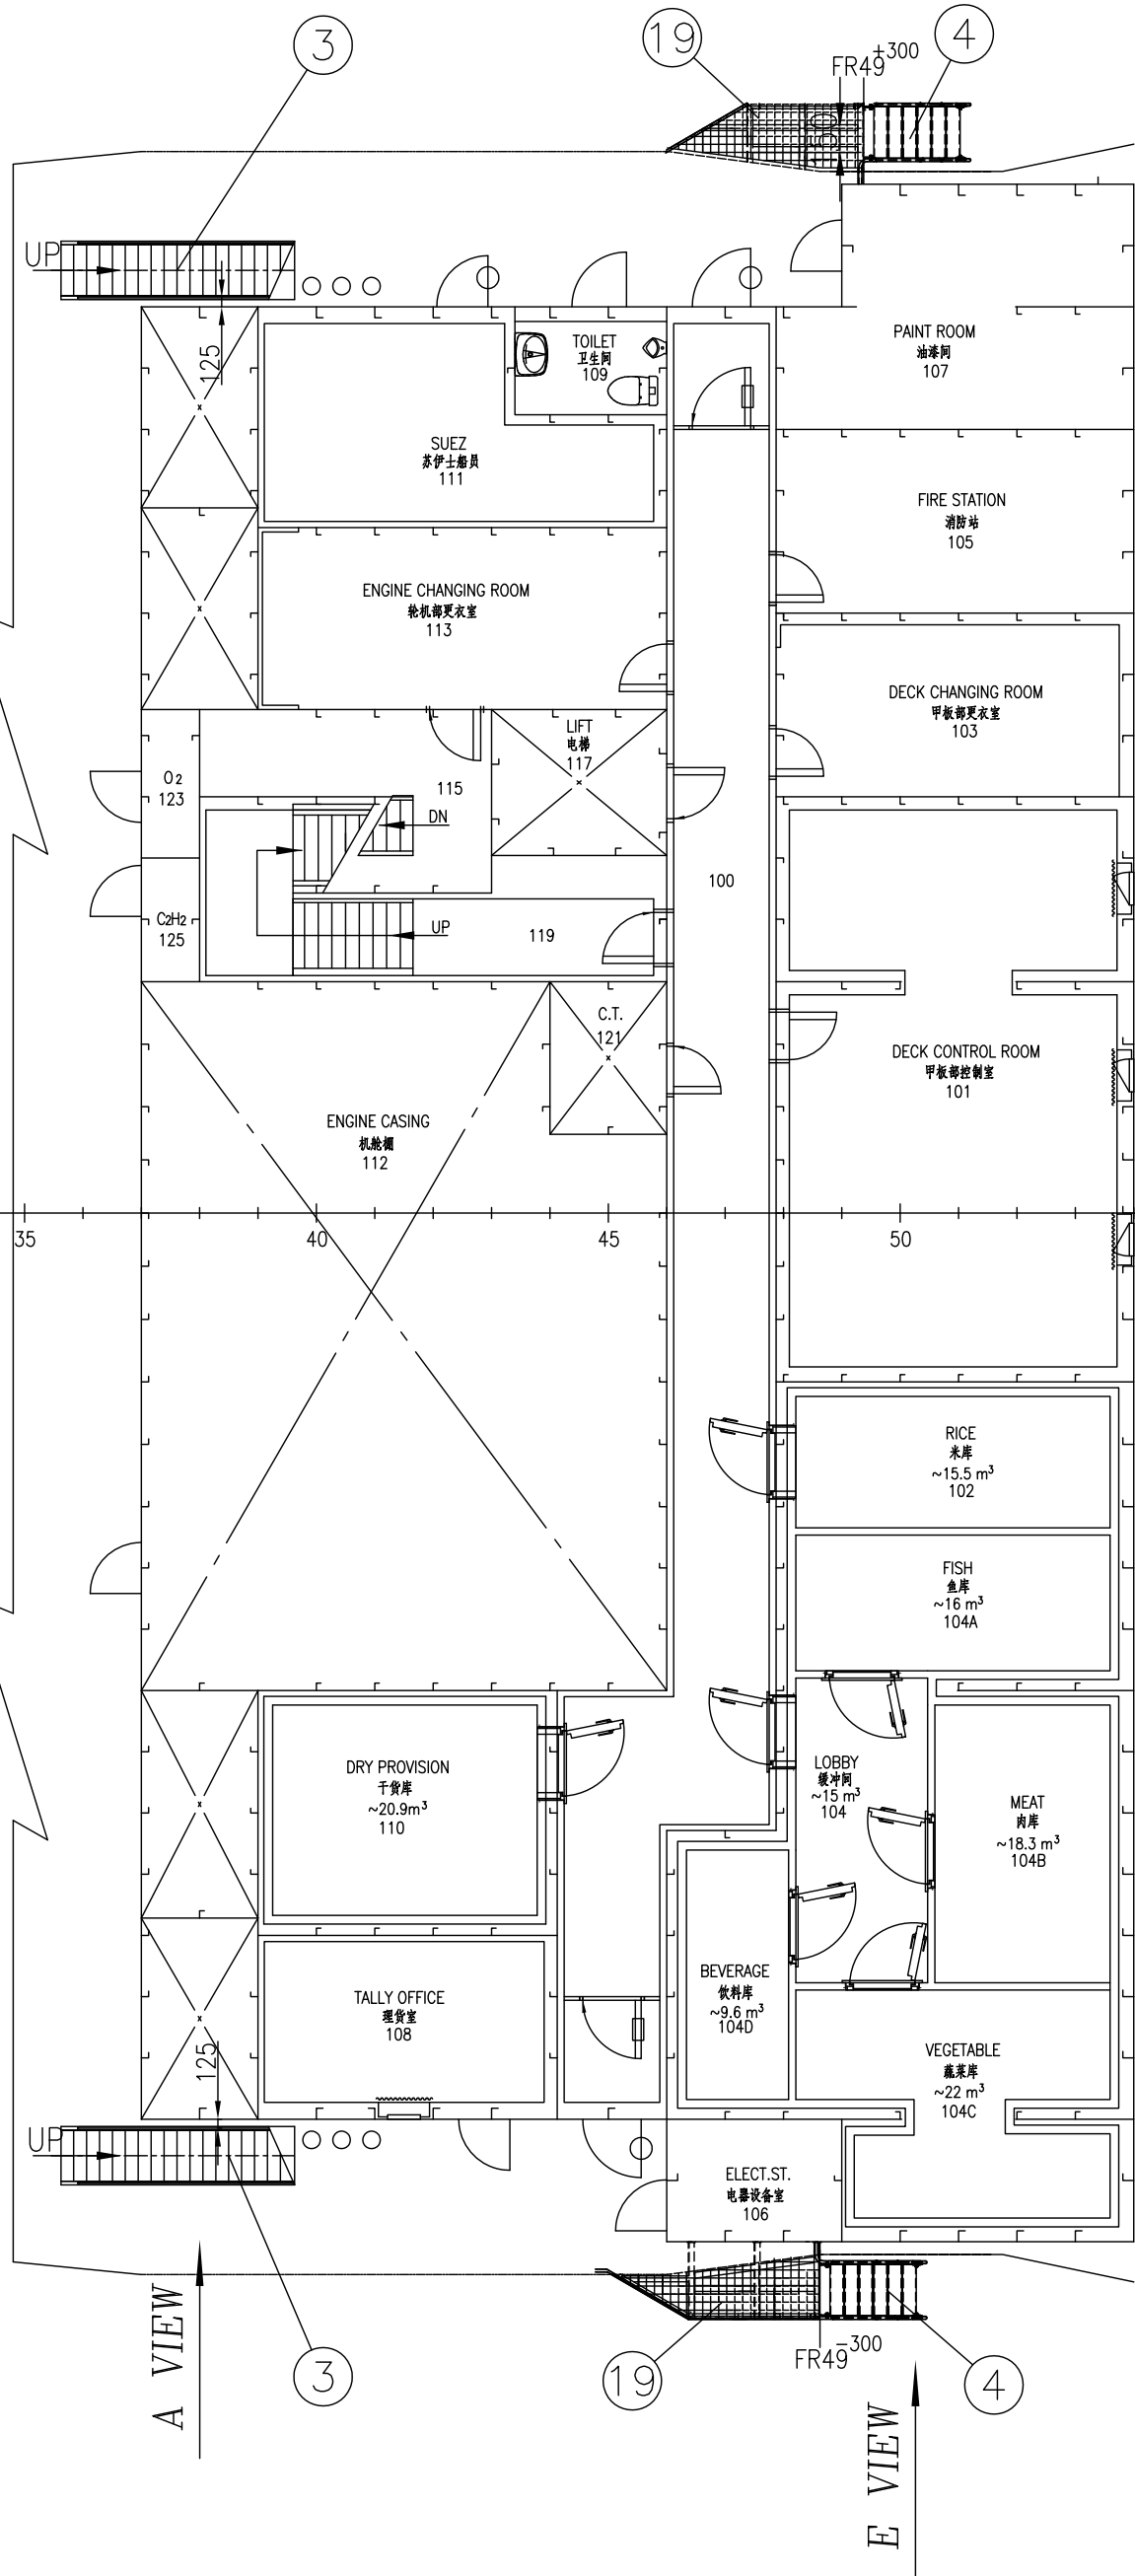 3
19
4
FR49+300
150
UP
125
TOILET
卫生间
109
PAINT ROOM
油漆间
107
SUEZ
苏伊士船员
111
FIRE STATION
消防站
105
ENGINE CHANGING ROOM
轮机部更衣室
113
DECK CHANGING ROOM
甲板部更衣室
103
LIFT
电梯
117
O2
123
115
DN
100
C2H2
125
UP
119
C.T.
121
DECK CONTROL ROOM
甲板部控制室
101
ENGINE CASING
机舱棚
112
35
40
45
50
RICE
米库
~15.5 m³
102
FISH
鱼库
~16 m³
104A
DRY PROVISION
干货库
~20.9m³
110
LOBBY
缓冲间
~15 m³
104
MEAT
肉库
~18.3 m³
104B
BEVERAGE
饮料库
~9.6 m³
104D
TALLY OFFICE
理货室
108
VEGETABLE
蔬菜库
~22 m³
104C
125
UP
ELECT.ST.
电器设备室
106
A VIEW
3
19
FR49-300
4
E VIEW